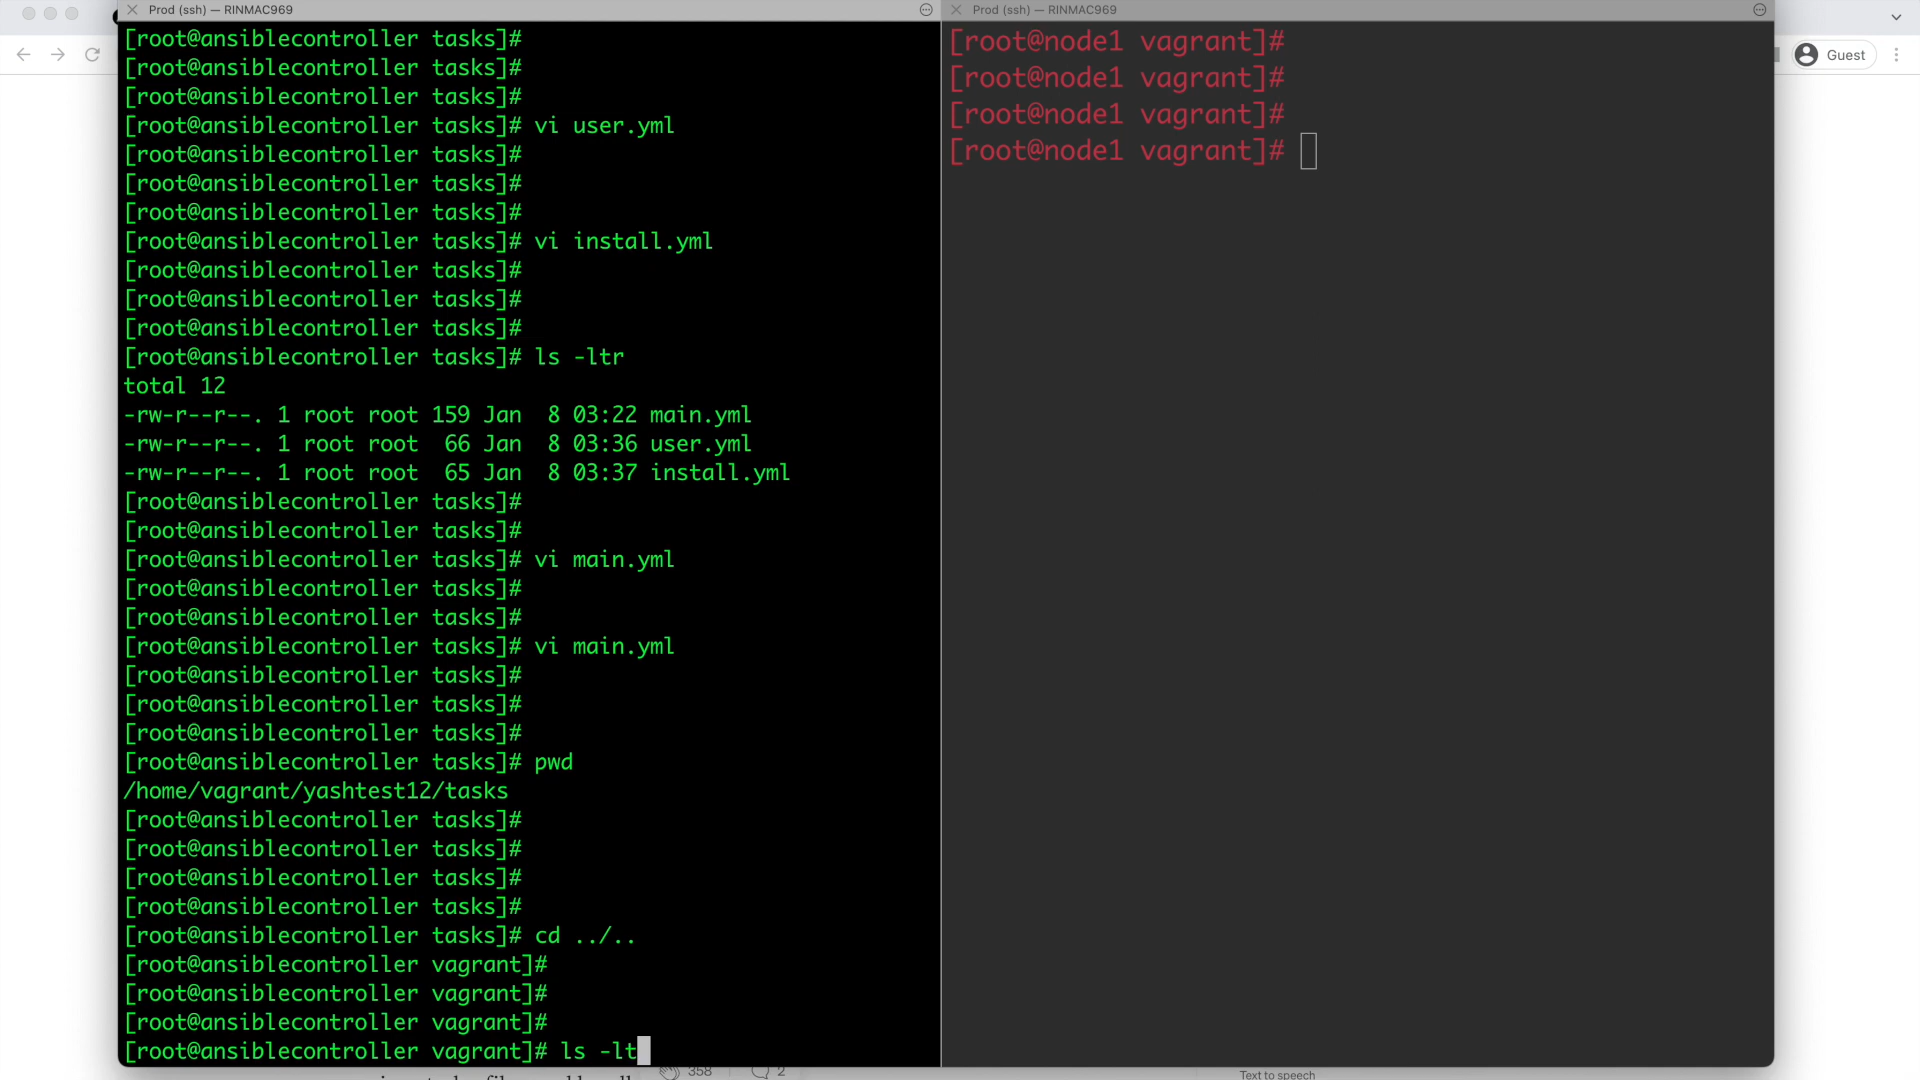 Prod (ssh) — RINMAC969
[root@ansiblecontroller tasks]#
[root@ansiblecontroller tasks]#
[root@ansiblecontroller tasks]#
[root@ansiblecontroller tasks]# vi user.yml
[root@ansiblecontroller tasks]#
[root@ansiblecontroller tasks]#
[root@ansiblecontroller tasks]#
[root@ansiblecontroller tasks]# vi install.yml
[root@ansiblecontroller tasks]#
[root@ansiblecontroller tasks]#
[root@ansiblecontroller tasks]#
[root@ansiblecontroller tasks]# ls -ltr
total 12
-rw-r--r--. 1 root root 159 Jan  8 03:22 main.yml
-rw-r--r--. 1 root root  66 Jan  8 03:36 user.yml
-rw-r--r--. 1 root root  65 Jan  8 03:37 install.yml
[root@ansiblecontroller tasks]#
[root@ansiblecontroller tasks]#
[root@ansiblecontroller tasks]# vi main.yml
[root@ansiblecontroller tasks]#
[root@ansiblecontroller tasks]#
[root@ansiblecontroller tasks]# vi main.yml
[root@ansiblecontroller tasks]#
[root@ansiblecontroller tasks]#
[root@ansiblecontroller tasks]#
[root@ansiblecontroller tasks]# pwd
/home/vagrant/yashtest12/tasks
[root@ansiblecontroller tasks]#
[root@ansiblecontroller tasks]#
[root@ansiblecontroller tasks]#
[root@ansiblecontroller tasks]#
[root@ansiblecontroller tasks]# cd ../..
[root@ansiblecontroller vagrant]#
[root@ansiblecontroller vagrant]#
[root@ansiblecontroller vagrant]#
[root@ansiblecontroller vagrant]# ls -lt
Prod (ssh) — RINMAC969
[root@node1 vagrant]#
[root@node1 vagrant]#
[root@node1 vagrant]#
[root@node1 vagrant]#
Guest
358
2
Text to speech